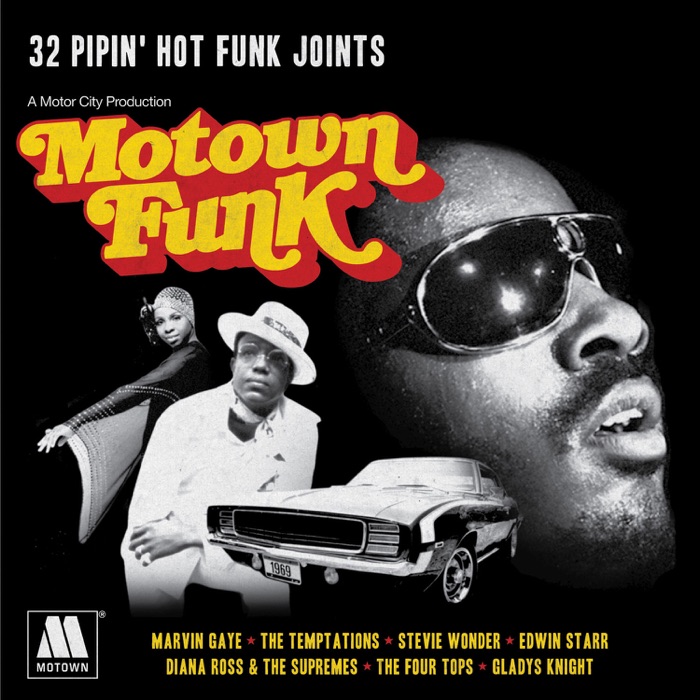 32 PIPIN' HOT FUNK JOINTS
A Motor City Production
Motown
Funk
1969
MARVIN GAYE ★ THE TEMPTATIONS ★ STEVIE WONDER ★ EDWIN STARR
DIANA ROSS & THE SUPREMES ★ THE FOUR TOPS ★ GLADYS KNIGHT
M®
MOTOWN